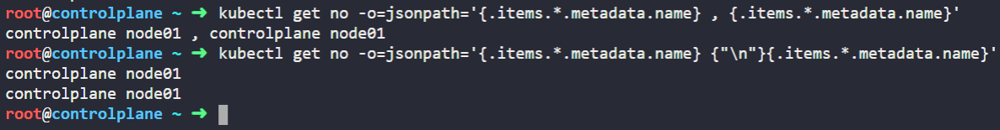 root@controlplane ~ ➜ kubectl get no -o=jsonpath='{.items.*.metadata.name} , {.items.*.metadata.name}'
controlplane node01 , controlplane node01
root@controlplane ~ ➜ kubectl get no -o=jsonpath='{.items.*.metadata.name} {"\n"}{.items.*.metadata.name}'
controlplane node01
controlplane node01
root@controlplane ~ ➜